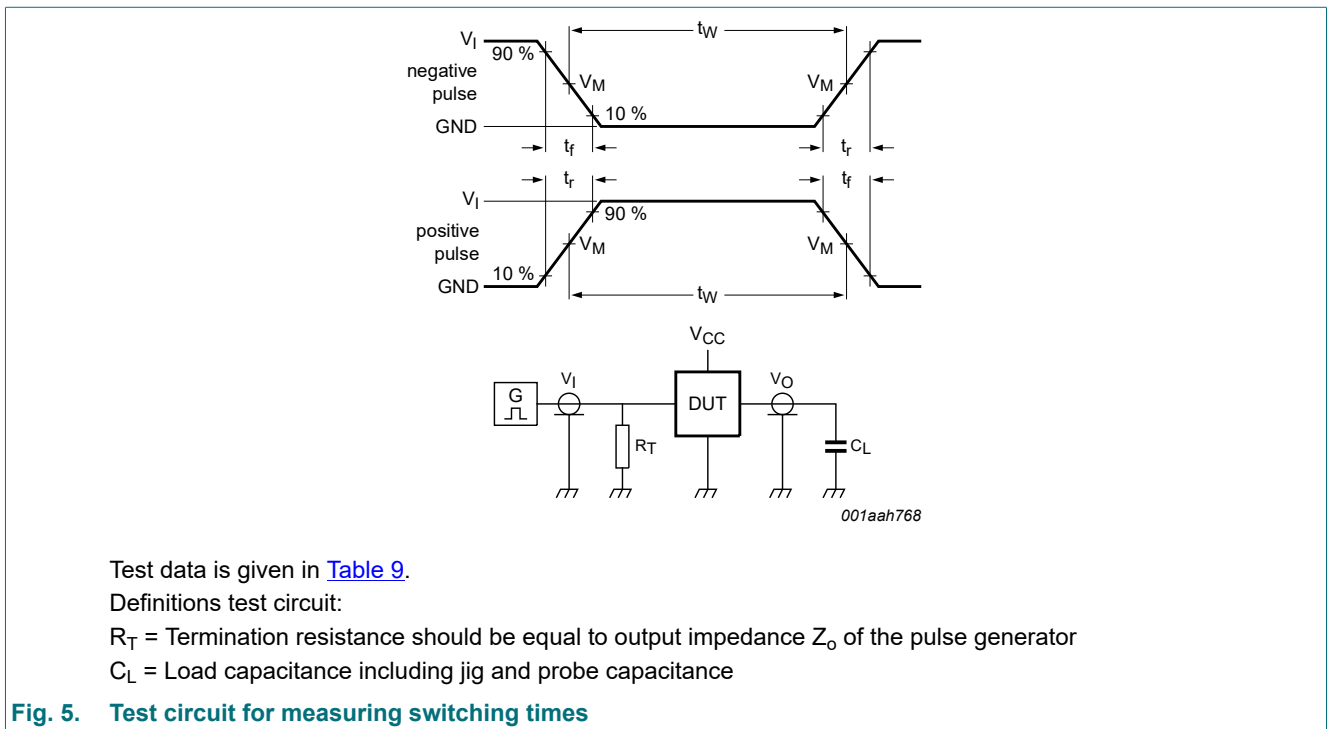 tW
VI
90 %
negative
pulse
VM
VM
10 %
GND
tf
tr
tr
tf
VI
90 %
positive
pulse
VM
VM
10 %
GND
tW
VCC
G
VI
DUT
VO
RT
CL
001aah768
Test data is given in Table 9.
Definitions test circuit:
RT = Termination resistance should be equal to output impedance Zo of the pulse generator
CL = Load capacitance including jig and probe capacitance
Fig. 5. Test circuit for measuring switching times